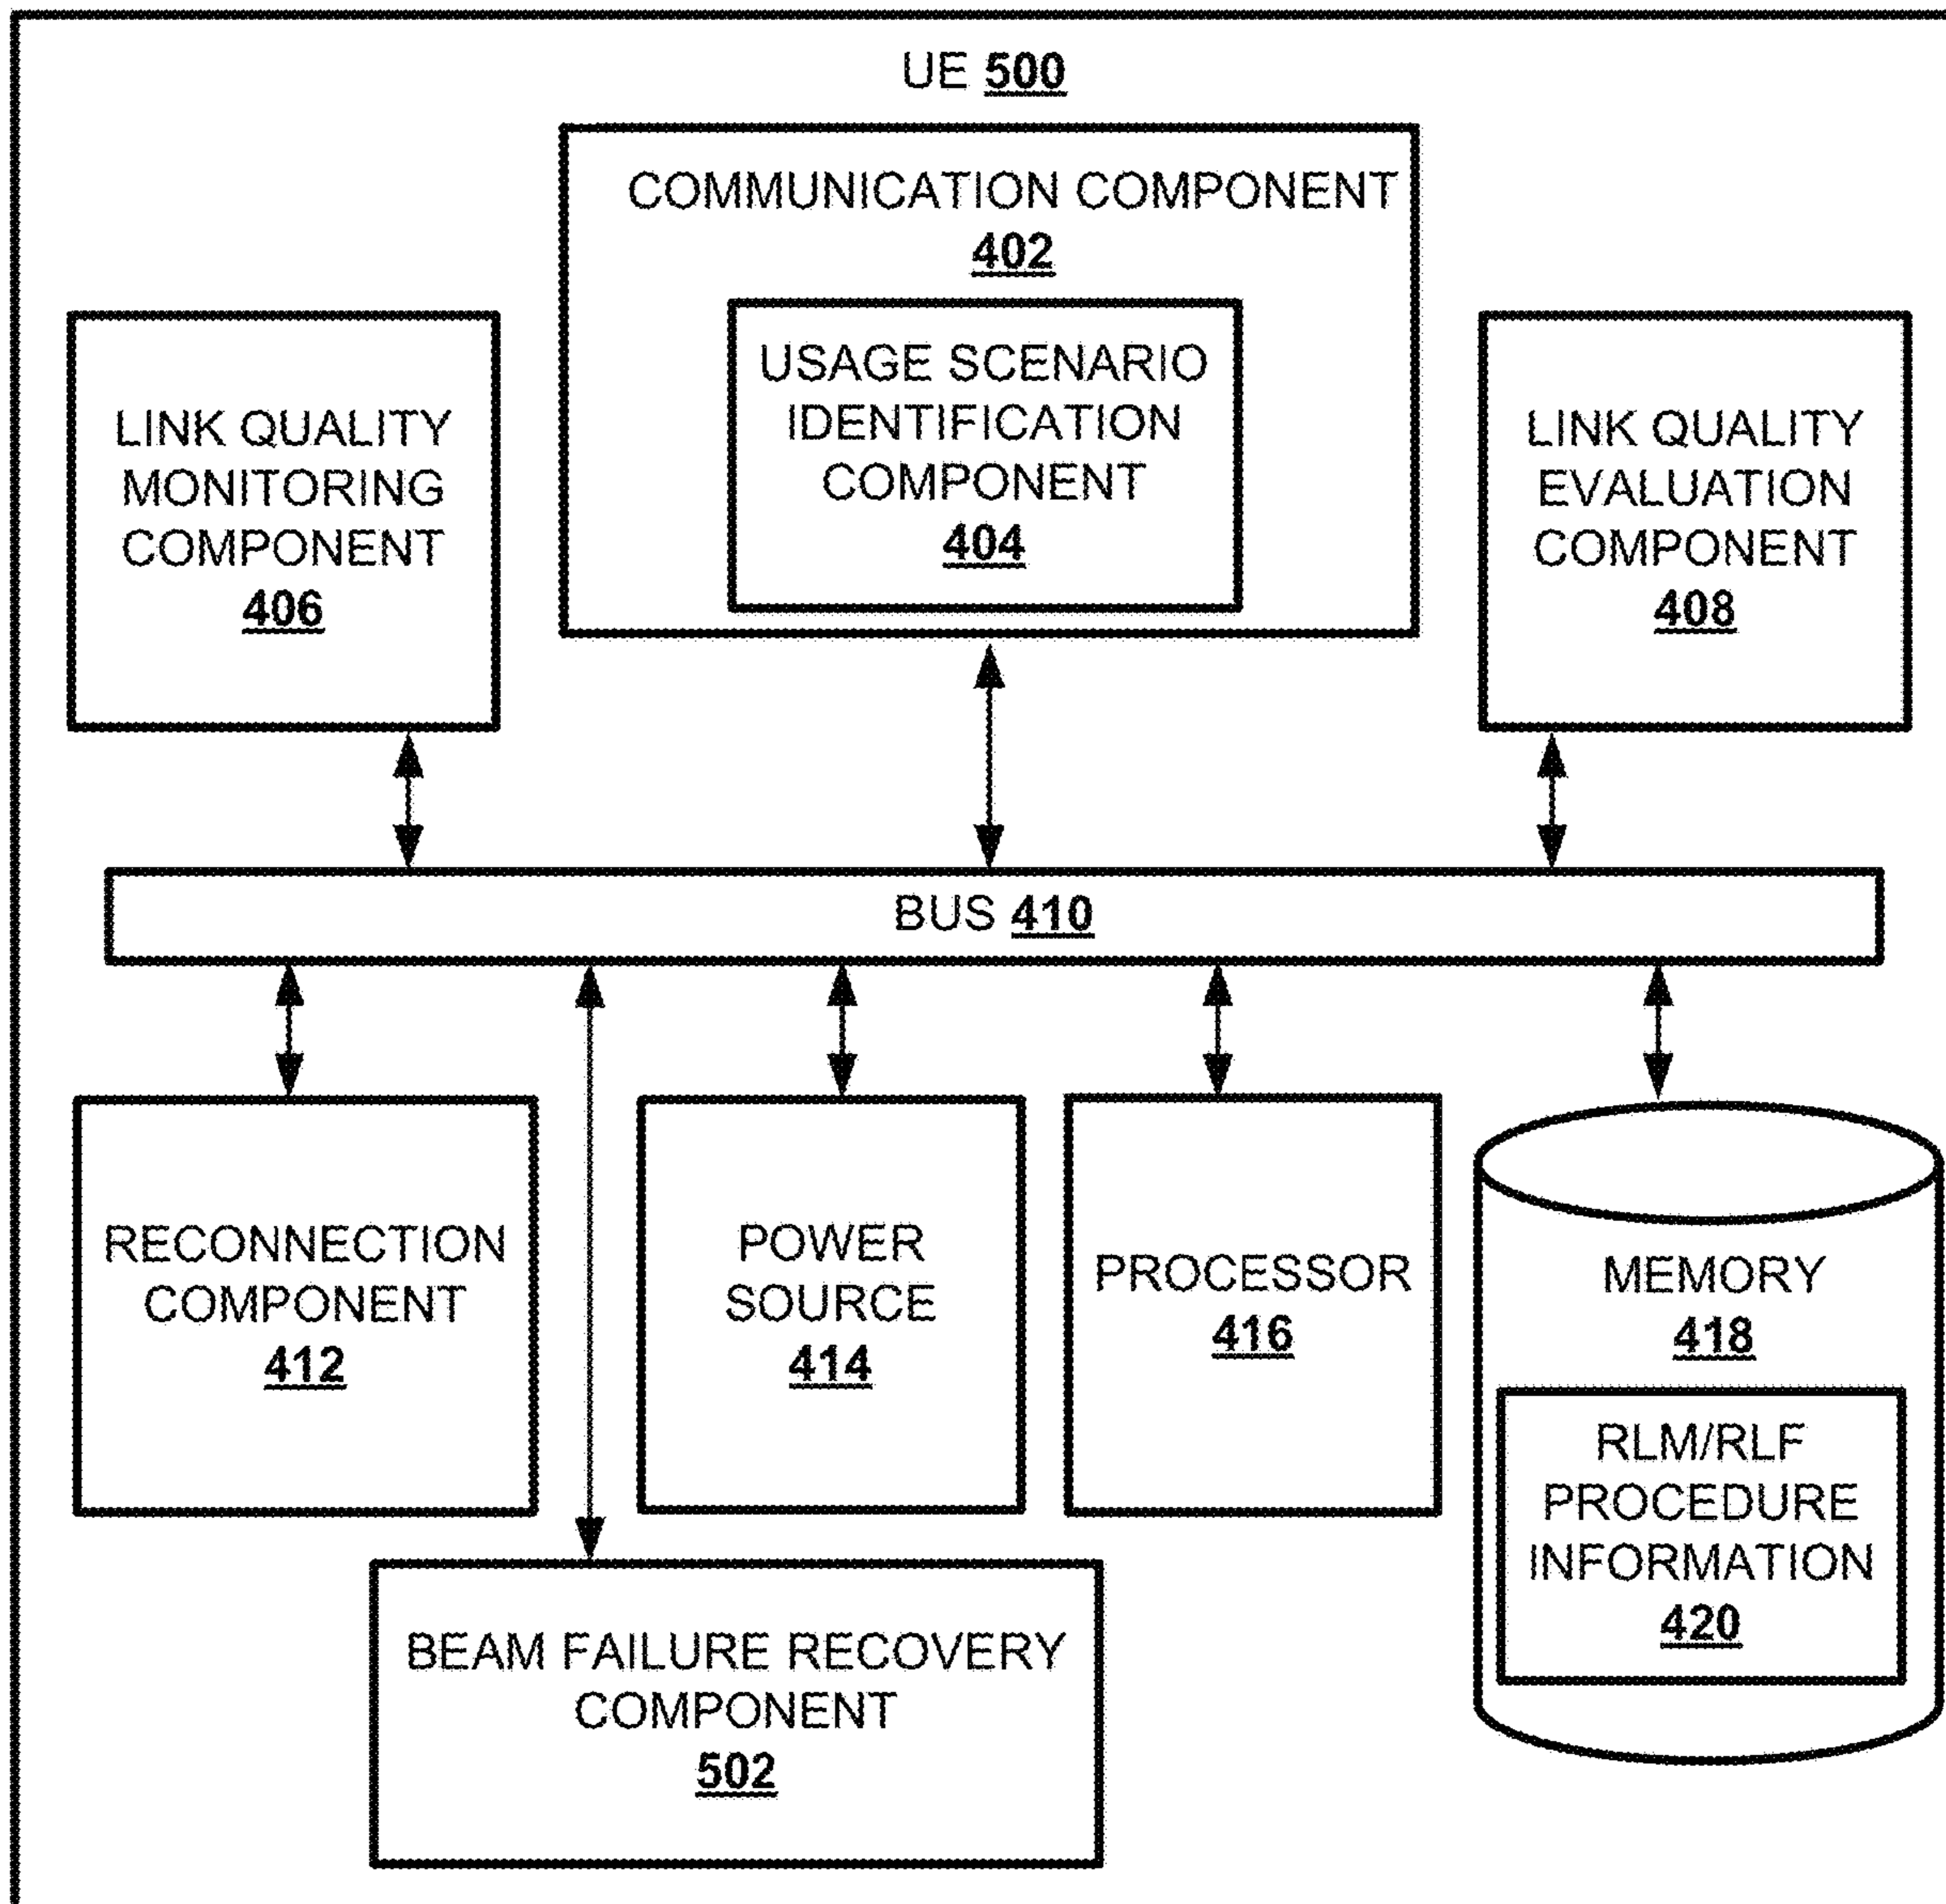 UE 500
COMMUNICATION COMPONENT
402
USAGE SCENARIO
IDENTIFICATION
COMPONENT
404
LINK QUALITY
MONITORING
COMPONENT
406
LINK QUALITY
EVALUATION
COMPONENT
408
BUS 410
RECONNECTION
COMPONENT
412
POWER
SOURCE
414
PROCESSOR
416
MEMORY
418
RLM/RLF
PROCEDURE
INFORMATION
420
BEAM FAILURE RECOVERY
COMPONENT
502